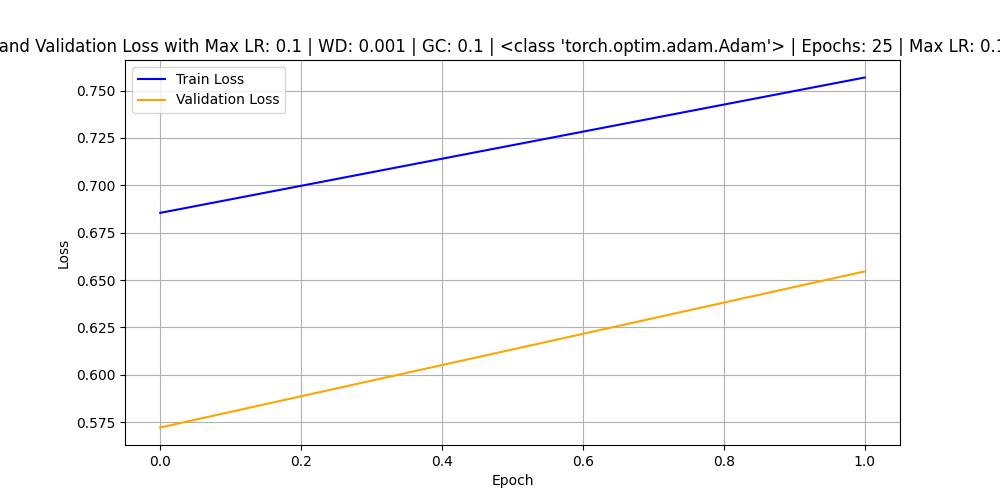 and Validation Loss with Max LR: 0.1 | WD: 0.001 | GC: 0.1 | <class 'torch.optim.adam.Adam'> | Epochs: 25 | Max LR: 0.1
Train Loss
Validation Loss
0.750
0.725
0.700
0.675
0.650
0.625
0.600
0.575
Loss
0.0 0.2 0.4 0.6 0.8 1.0
Epoch